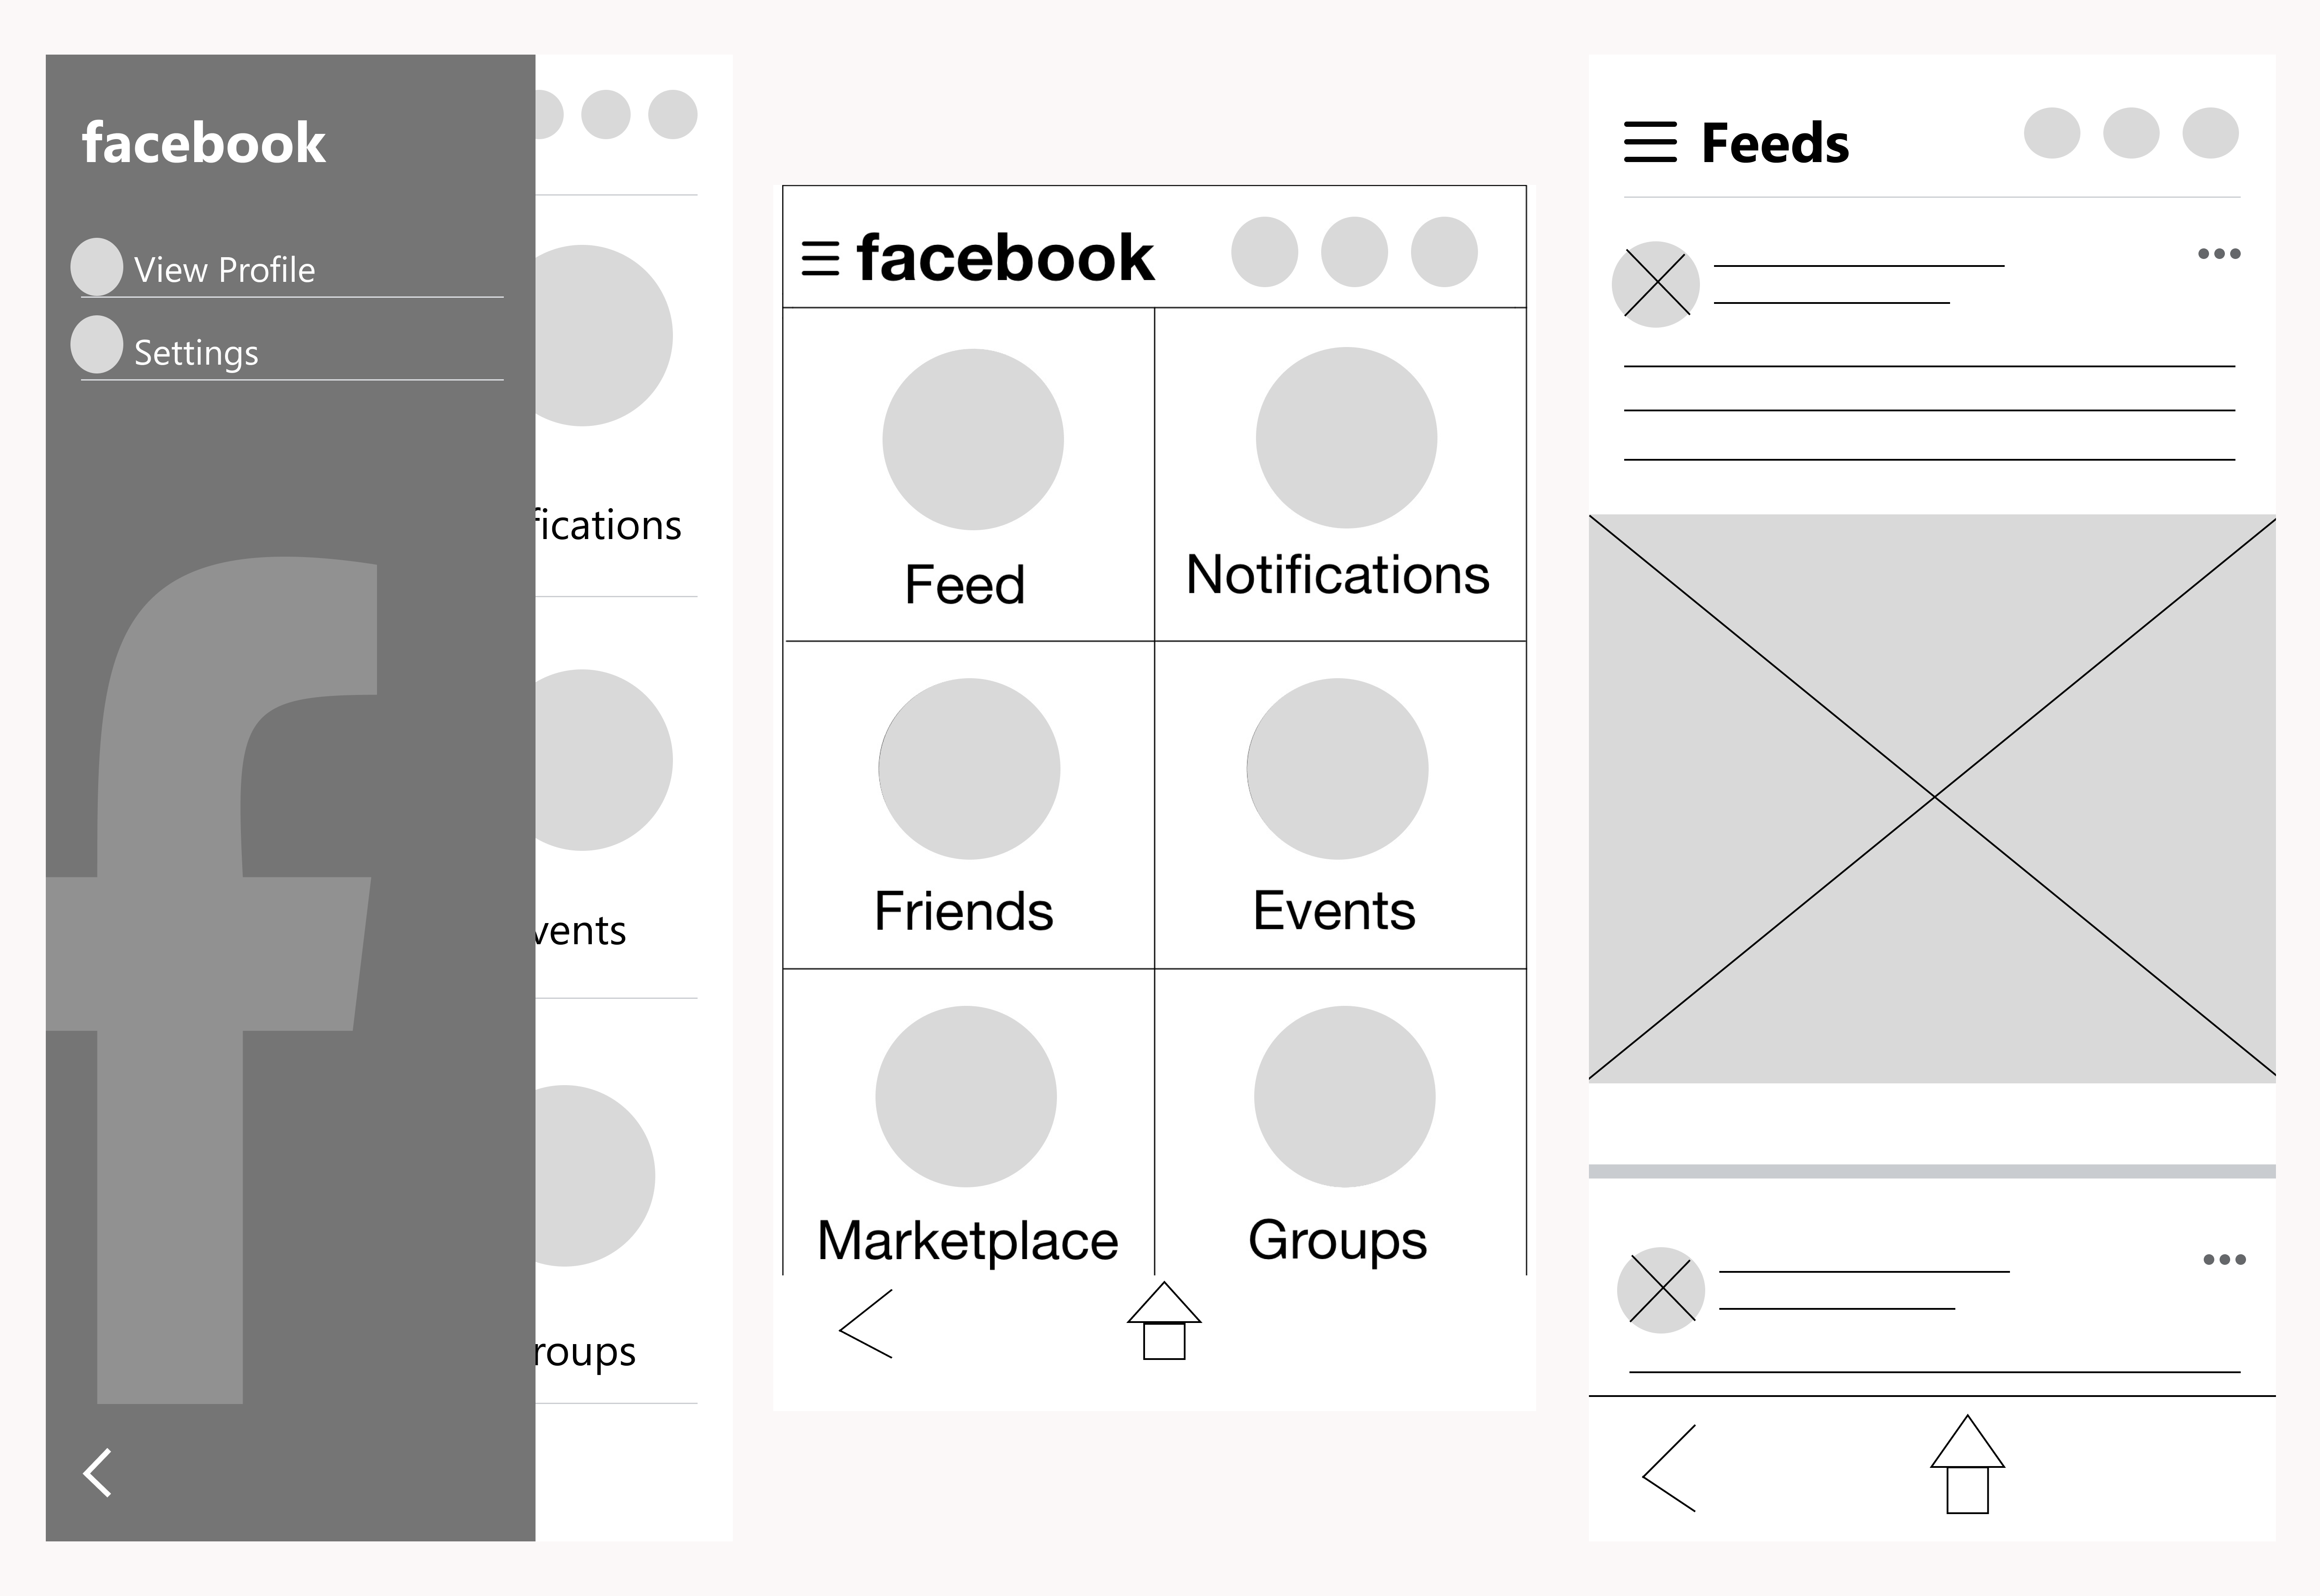 facebook
View Profile
Settings
fications
vents
roups
facebook
Feed
Notifications
Friends
Events
Marketplace
Groups
Feeds